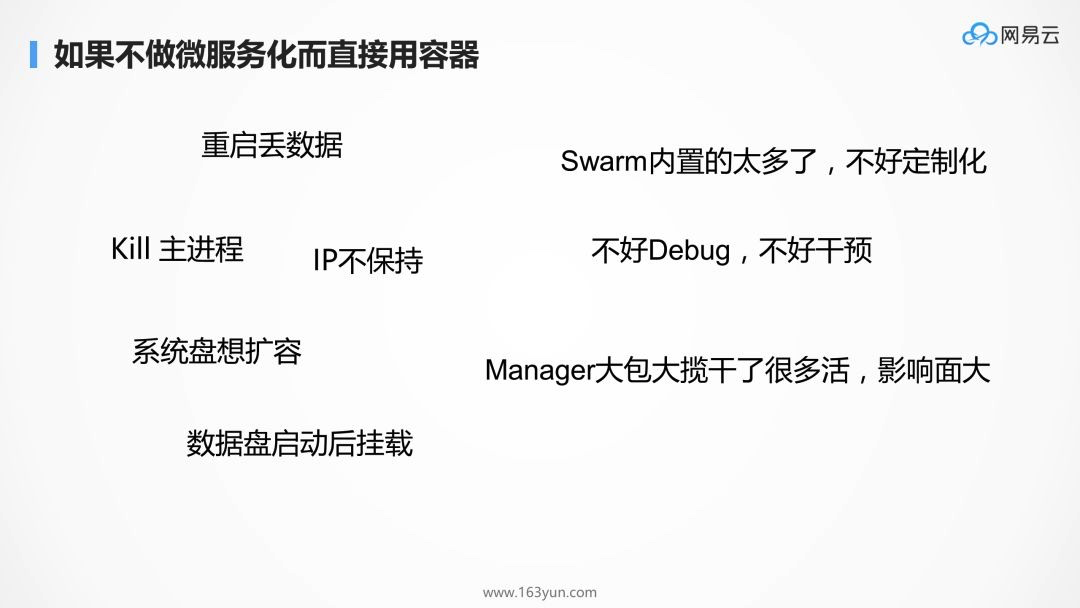 如果不做微服务化而直接用容器
网易云
重启丢数据
Swarm内置的太多了，不好定制化
Kill 主进程
IP不保持
不好Debug，不好干预
系统盘想扩容
Manager大包大揽干了很多活，影响面大
数据盘启动后挂载
www.163yun.com